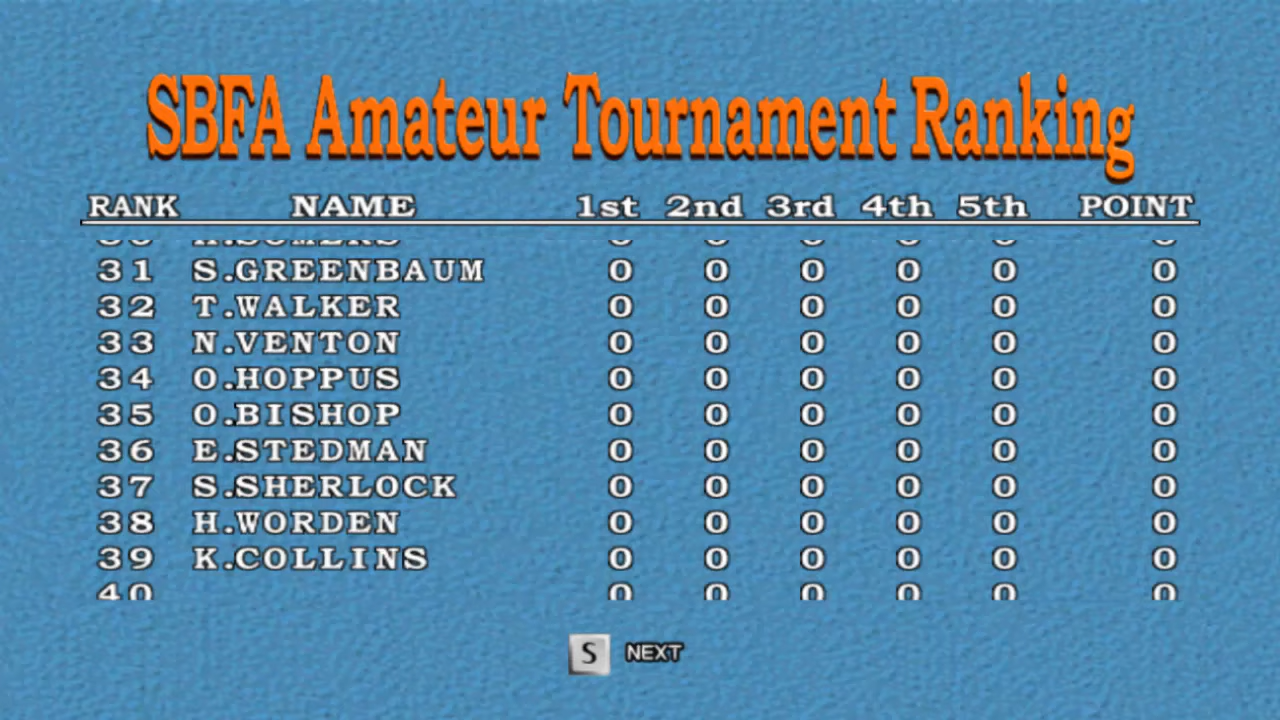 SBFA Amateur Tournament Ranking
RANK NAME 1st 2nd 3rd 4th 5th POINT
31 S.GREENBAUM 0 0 0 0 0 0
32 T.WALKER 0 0 0 0 0 0
33 N.VENTON 0 0 0 0 0 0
34 O.HOPPUS 0 0 0 0 0 0
35 O.BISHOP 0 0 0 0 0 0
36 E.STEDMAN 0 0 0 0 0 0
37 S.SHERLOCK 0 0 0 0 0 0
38 H.WORDEN 0 0 0 0 0 0
39 K.COLLINS 0 0 0 0 0 0
40 0 0 0 0 0 0
S NEXT